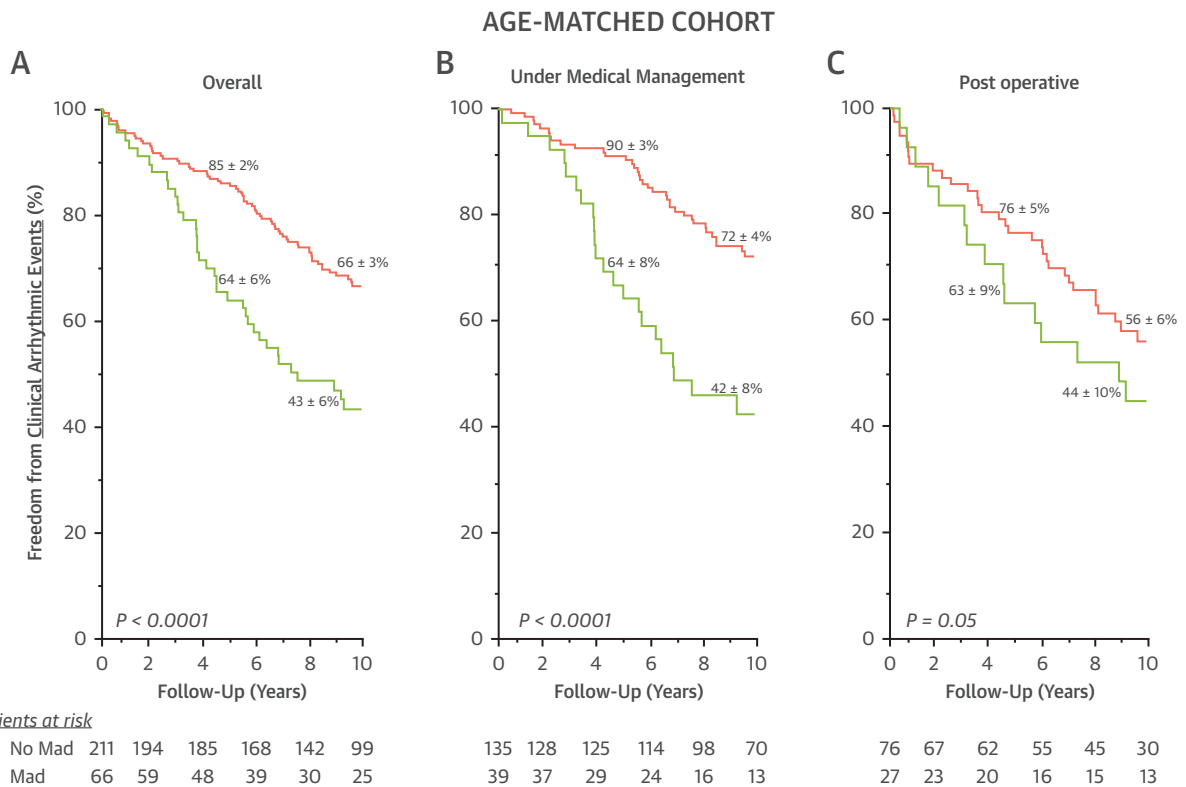 AGE-MATCHED COHORT
A
Overall
Freedom from Clinical Arrhythmic Events (%)
100
80
60
40
20
0
85 ± 2%
66 ± 3%
64 ± 6%
43 ± 6%
P < 0.0001
0 2 4 6 8 10
Follow-Up (Years)
B
Under Medical Management
100
80
60
40
20
0
90 ± 3%
72 ± 4%
64 ± 8%
42 ± 8%
P < 0.0001
0 2 4 6 8 10
Follow-Up (Years)
C
Post operative
100
80
60
40
20
0
76 ± 5%
63 ± 9%
56 ± 6%
44 ± 10%
P = 0.05
0 2 4 6 8 10
Follow-Up (Years)
ients at risk
No Mad 211 194 185 168 142 99 135 128 125 114 98 70 76 67 62 55 45 30
Mad 66 59 48 39 30 25 39 37 29 24 16 13 27 23 20 16 15 13